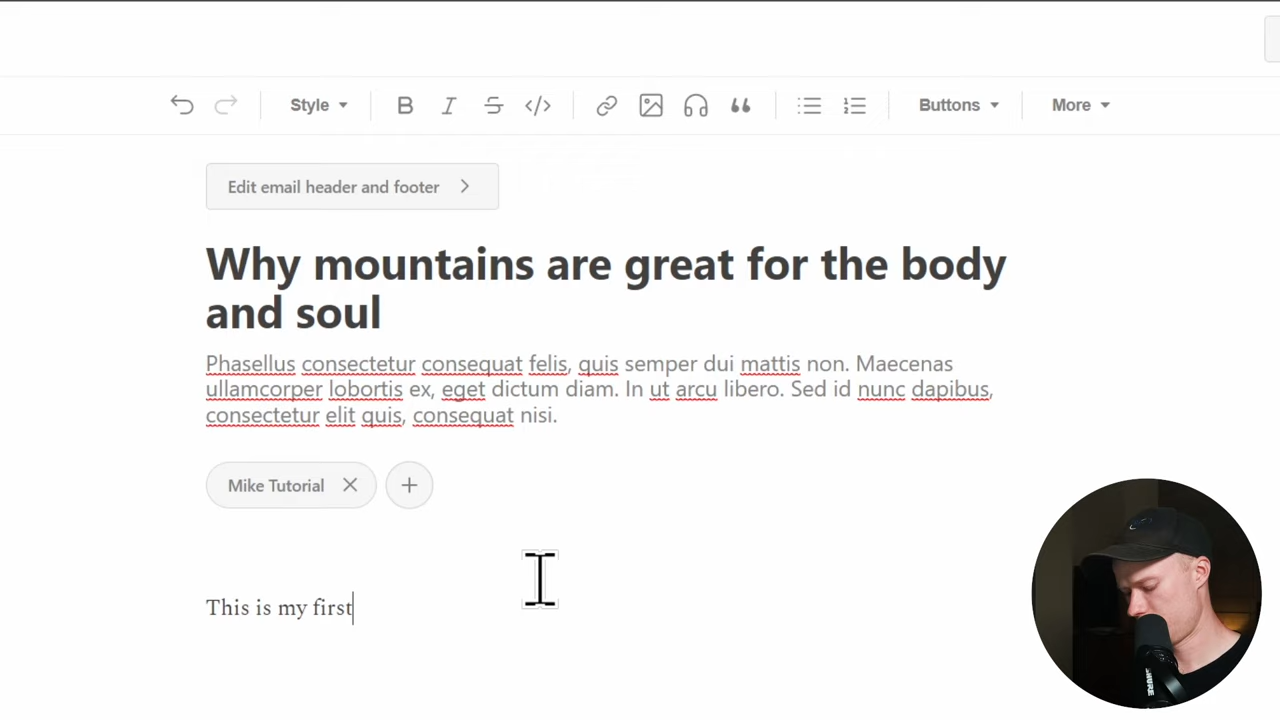 Style
Buttons
More
Edit email header and footer
Why mountains are great for the body
and soul
Phasellus consectetur consequat felis, quis semper dui mattis non. Maecenas
ullamcorper lobortis ex, eget dictum diam. In ut arcu libero. Sed id nunc dapibus,
consectetur elit quis, consequat nisi.
Mike Tutorial
This is my first
SHURE